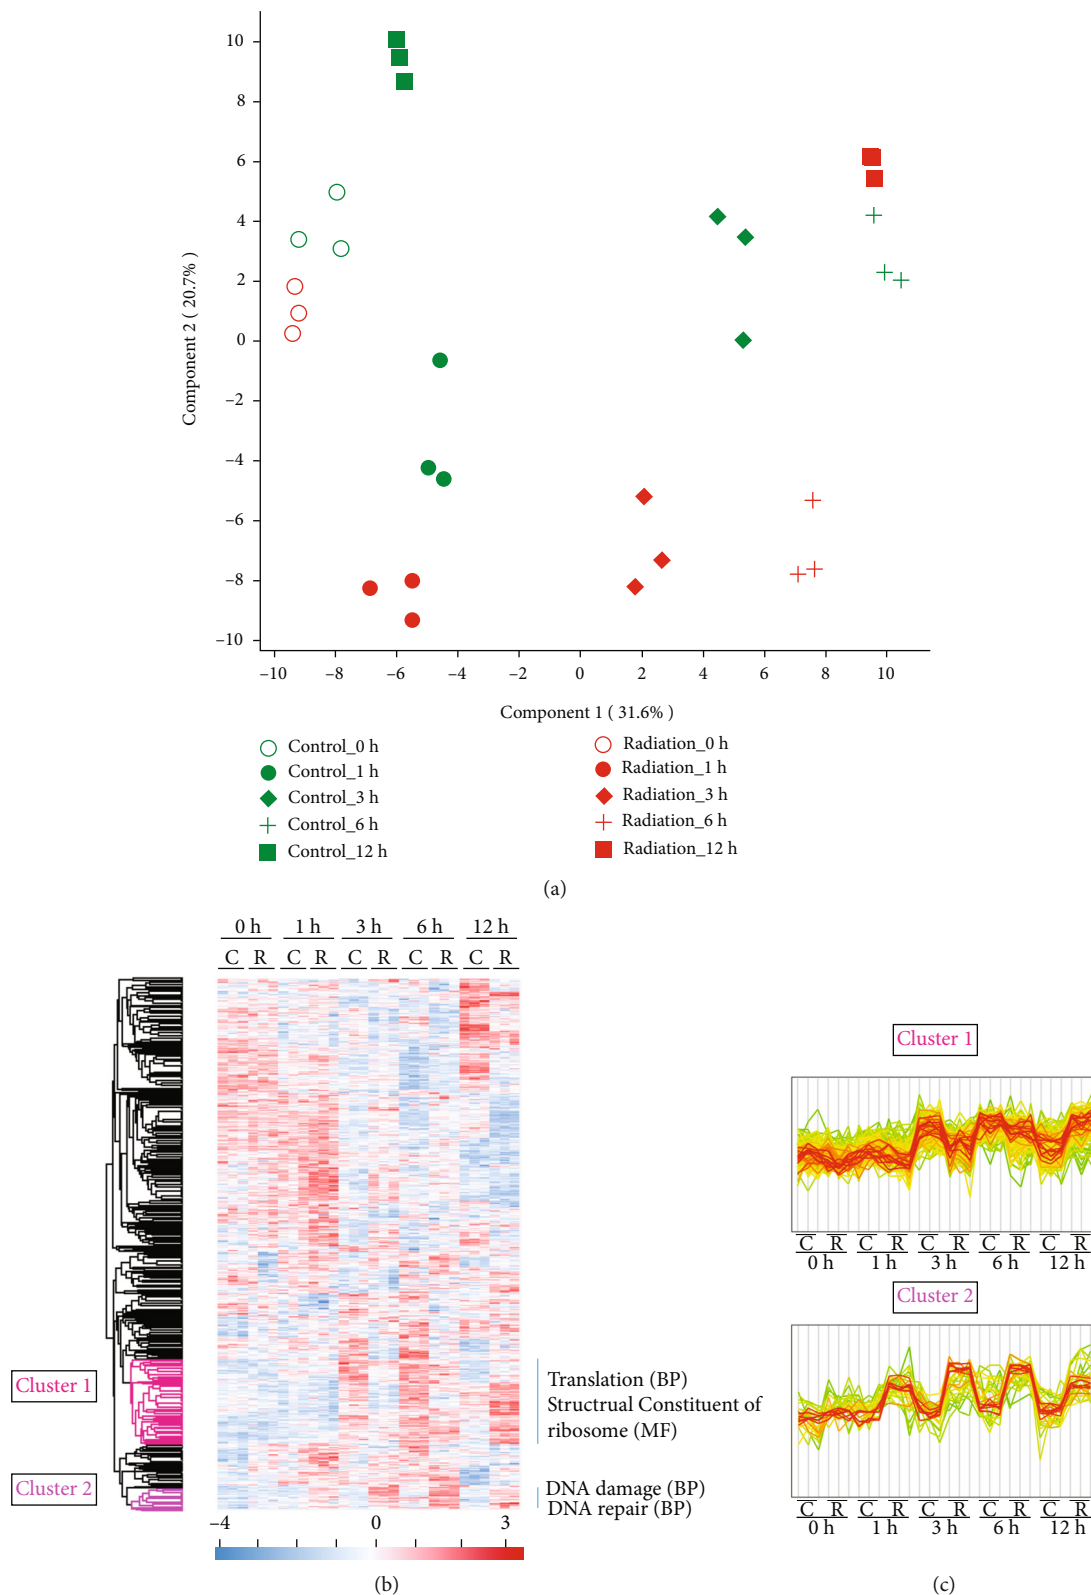 10
8
6
4
2
0
−2
−4
−6
−8
−10
Component 2 ( 20.7%)
−10 −8 −6 −4 −2 0 2 4 6 8 10
Component 1 ( 31.6%)
Control_0 h Radiation_0 h
Control_1 h Radiation_1 h
Control_3 h Radiation_3 h
Control_6 h Radiation_6 h
Control_12 h Radiation_12 h
(a)
0 h 1 h 3 h 6 h 12 h
C R C R C R C R C R
Cluster 1
Cluster 2
Translation (BP)
Structrual Constituent of
ribosome (MF)
DNA damage (BP)
DNA repair (BP)
−4 0 3
(b)
Cluster 1
C R C R C R C R C R
0 h 1 h 3 h 6 h 12 h
Cluster 2
C R C R C R C R C R
0 h 1 h 3 h 6 h 12 h
(c)